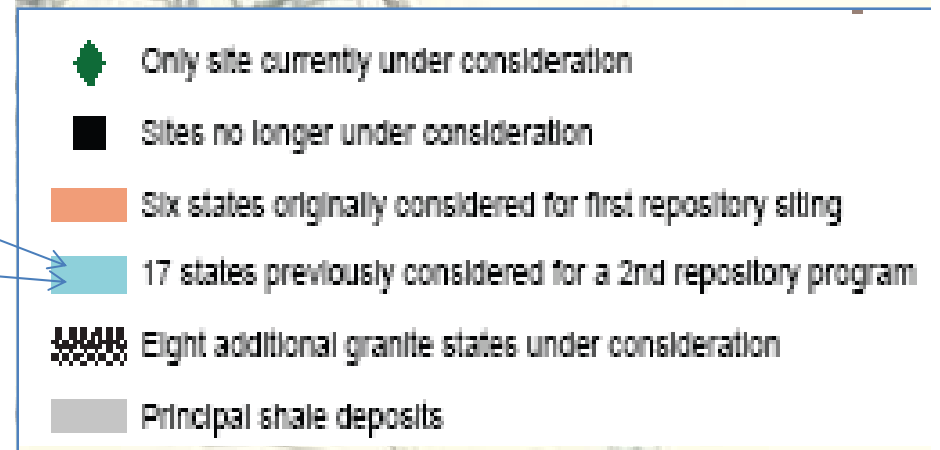 Only site currently under consideration
Sites no longer under consideration
Six states originally considered for first repository siting
17 states previously considered for a 2nd repository program
Eight additional granite states under consideration
Principal shale deposits